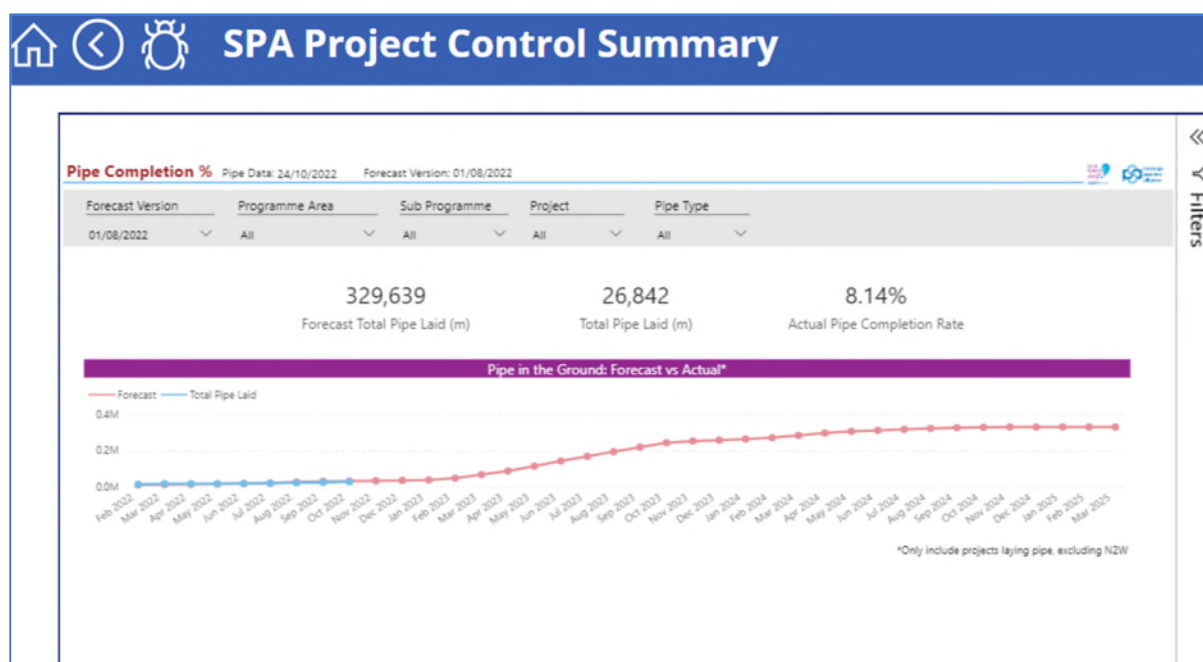 SPA Project Control Summary
Pipe Completion % Pipe Data: 24/10/2022 Forecast Version: 01/08/2022
Forecast Version Programme Area Sub Programme Project Pipe Type
01/08/2022 All All All All
Filters
329,639 26,842 8.14%
Forecast Total Pipe Laid (m) Total Pipe Laid (m) Actual Pipe Completion Rate
Pipe in the Ground: Forecast vs Actual*
Forecast Total Pipe Laid
0.4M
0.2M
0.0M
Feb 2022 Mar 2022 Apr 2022 May 2022 Jun 2022 Jul 2022 Aug 2022 Sep 2022 Oct 2022 Nov 2022 Dec 2022 Jan 2023 Feb 2023 Mar 2023 Apr 2023 May 2023 Jun 2023 Jul 2023 Aug 2023 Sep 2023 Oct 2023 Nov 2023 Dec 2023 Jan 2024 Feb 2024 Mar 2024 Apr 2024 May 2024 Jun 2024 Jul 2024 Aug 2024 Sep 2024 Oct 2024 Nov 2024 Dec 2024 Jan 2025 Feb 2025 Mar 2025
*Only include projects laying pipe, excluding N2W